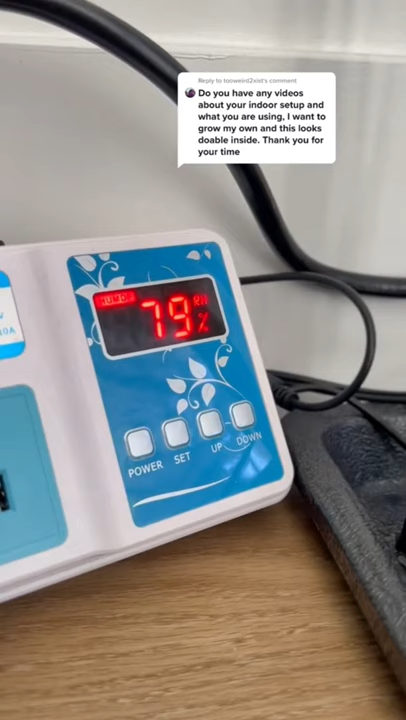 Reply to tooweird2xist's comment
Do you have any videos
about your indoor setup and
what you are using, I want to
grow my own and this looks
doable inside. Thank you for
your time
HUMDI
79 RH
%
POWER SET UP DOWN